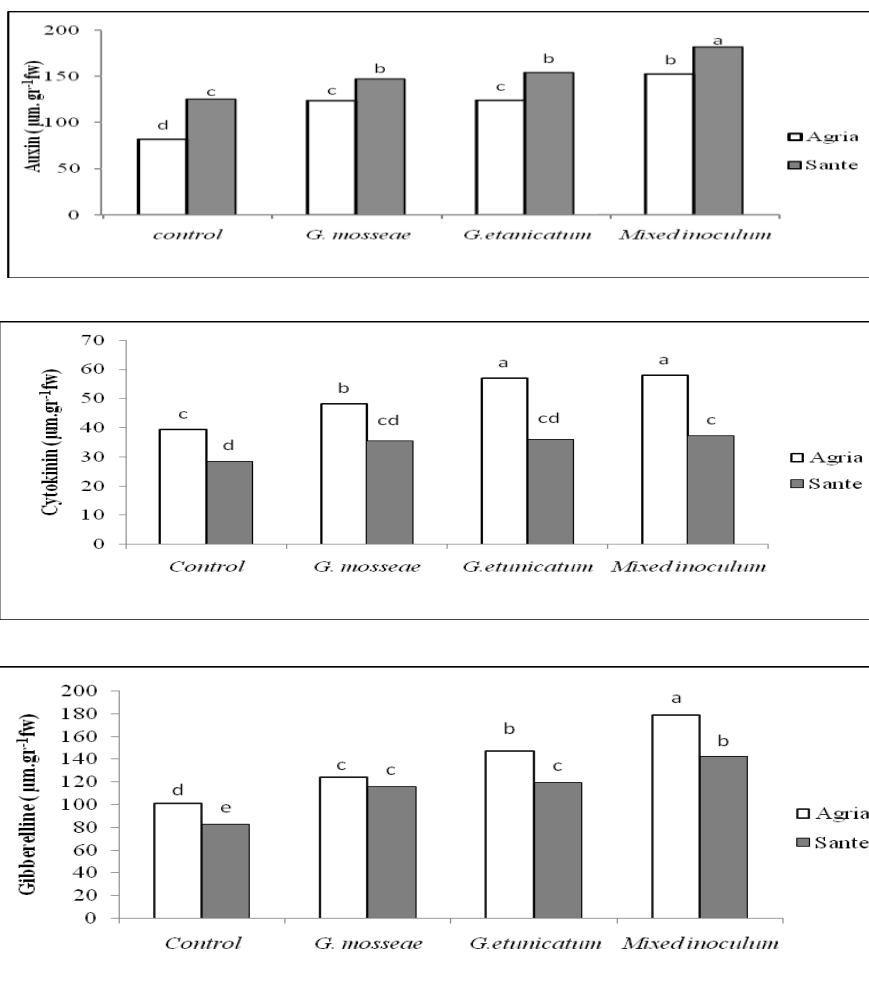 200
150
100
50
0
Auxin ( µm. gr-1fw)
d
c
c
b
c
b
b
a
control
G. mosseae
G.etanicatum
Mixed inoculum
Agria
Sante
70
60
50
40
30
20
10
0
Cytokinin ( µm.gr-1fw)
c
d
b
cd
a
cd
a
c
Control
G. mosseae
G.etunicatum
Mixed inoculum
Agria
Sante
200
180
160
140
120
100
80
60
40
20
0
Gibberelline ( µm.gr-1fw)
d
e
c
c
b
c
a
b
Control
G. mosseae
G.etunicatum
Mixed inoculum
Agria
Sante